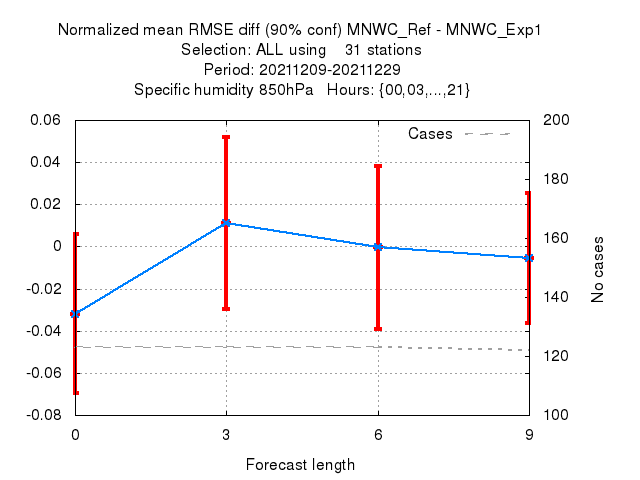 Normalized mean RMSE diff (90% conf) MNWC_Ref - MNWC_Exp1
Selection: ALL using 31 stations
Period: 20211209-20211229
Specific humidity 850hPa Hours: {00,03,...,21}
Cases
0.06
0.04
0.02
0
-0.02
-0.04
-0.06
-0.08
200
180
160
140
120
100
No cases
0 3 6 9
Forecast length